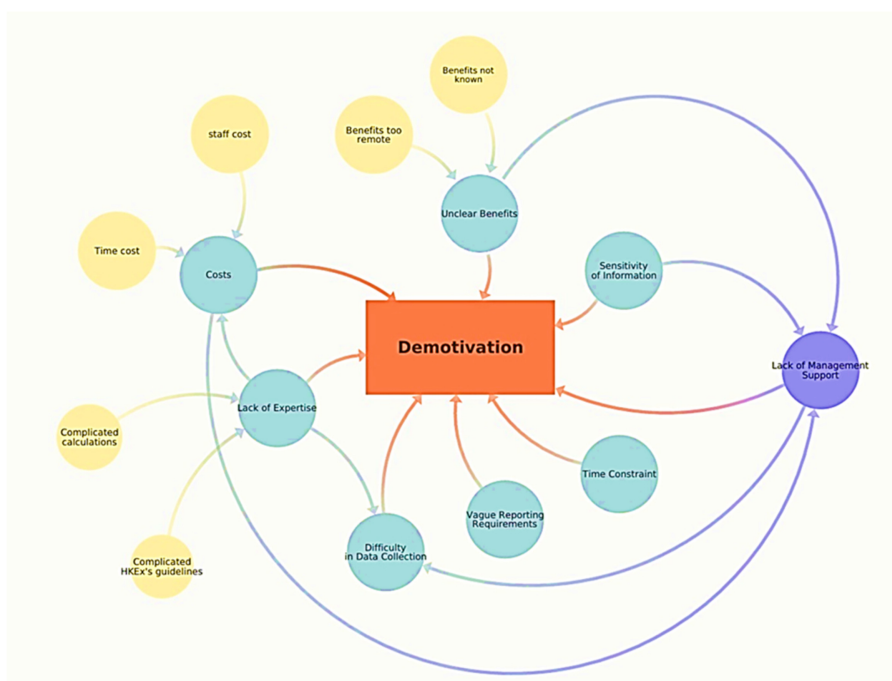 Benefits not
known
Benefits too
remote
staff cost
Unclear Benefits
Time cost
Costs
Sensitivity
of Information
Demotivation
Lack of Management
Support
Lack of Expertise
Complicated
calculations
Time Constraint
Vague Reporting
Requirements
Difficulty
in Data Collection
Complicated
HKEx's guidelines